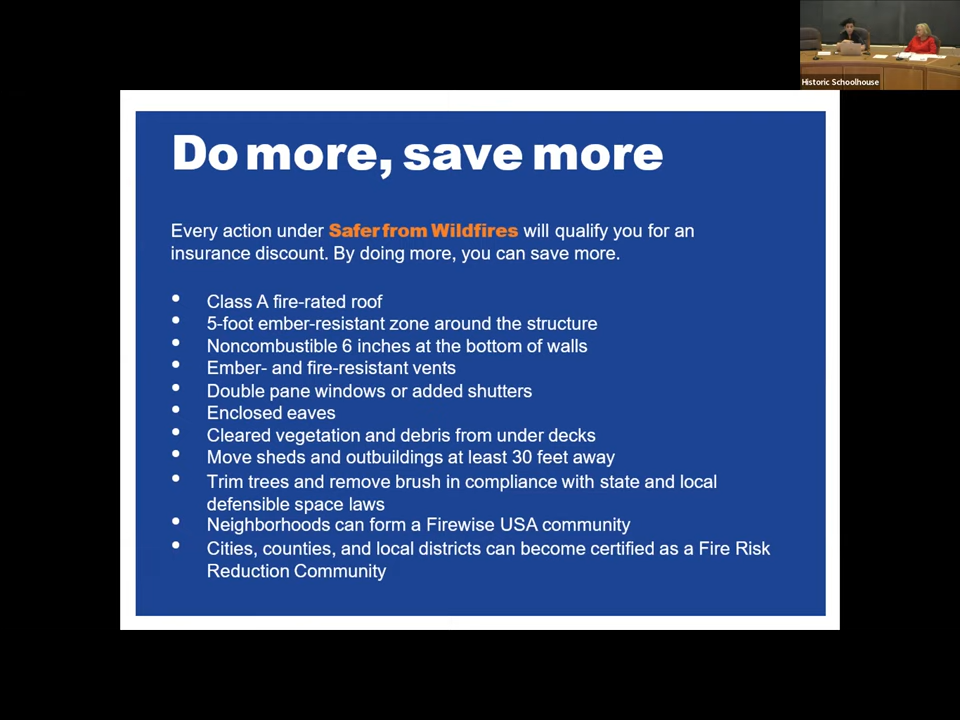 Historic Schoolhouse
Do more, save more
Every action under Safer from Wildfires will qualify you for an
insurance discount. By doing more, you can save more.
• Class A fire-rated roof
• 5-foot ember-resistant zone around the structure
• Noncombustible 6 inches at the bottom of walls
• Ember- and fire-resistant vents
• Double pane windows or added shutters
• Enclosed eaves
• Cleared vegetation and debris from under decks
• Move sheds and outbuildings at least 30 feet away
• Trim trees and remove brush in compliance with state and local
defensible space laws
• Neighborhoods can form a Firewise USA community
• Cities, counties, and local districts can become certified as a Fire Risk
Reduction Community